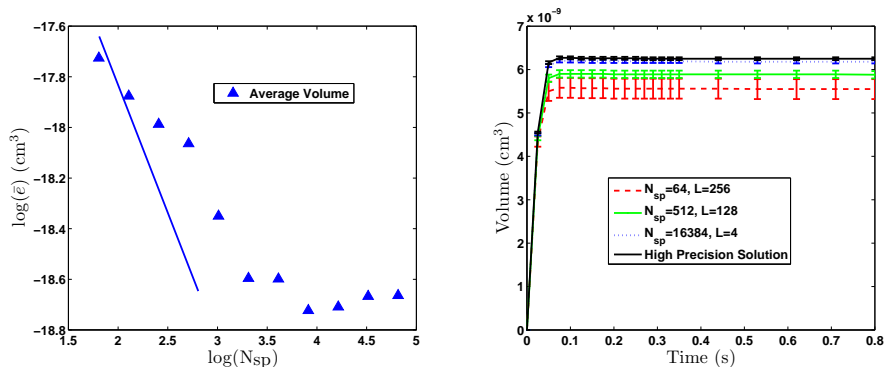 −17.6
−17.8
−18
−18.2
−18.4
−18.6
−18.8
1.5 2 2.5 3 3.5 4 4.5 5
log(ē) (cm³)
log(N_sp)
Average Volume
7 x 10⁻⁹
6
5
4
3
2
1
0
0 0.1 0.2 0.3 0.4 0.5 0.6 0.7 0.8
Volume (cm³)
Time (s)
N_sp=64, L=256
N_sp=512, L=128
N_sp=16384, L=4
High Precision Solution